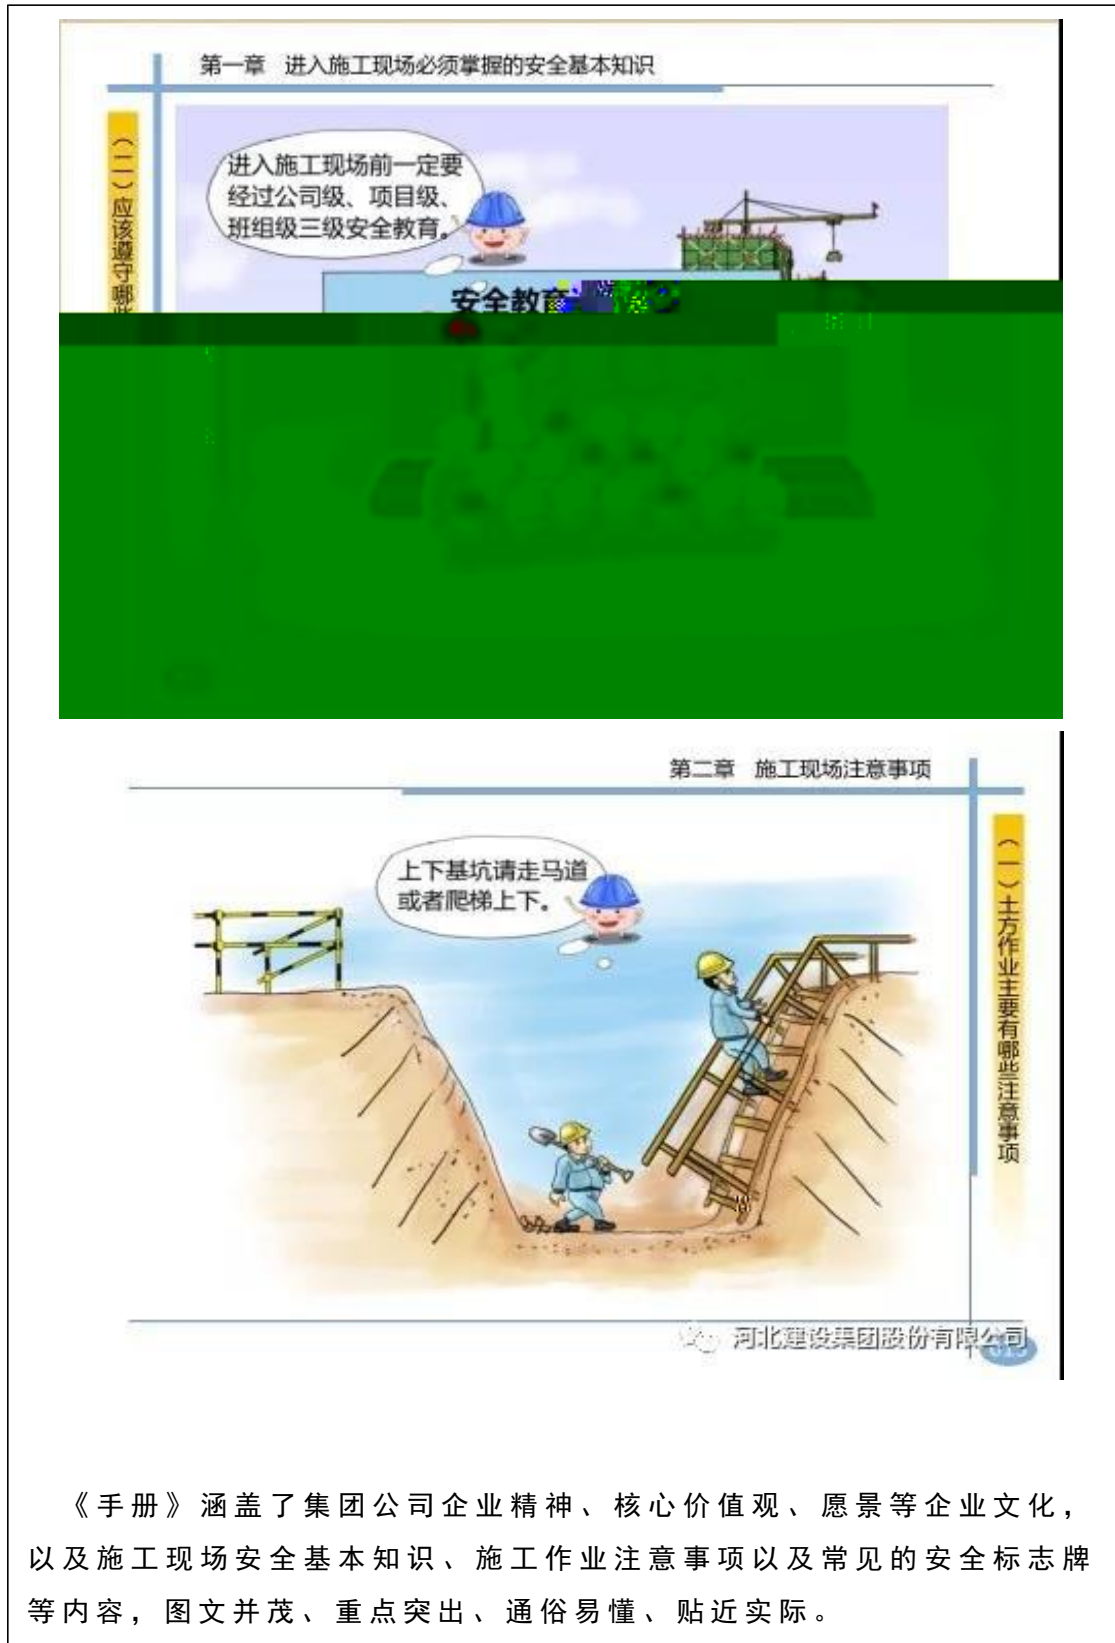 第一章 进入施工现场必须掌握的安全基本知识
（二）应该遵守哪些
进入施工现场前一定要
经过公司级、项目级、
班组级三级安全教育。
安全教育
第二章 施工现场注意事项
（一）土方作业主要有哪些注意事项
上下基坑请走马道
或者爬梯上下。
河北建设集团股份有限公司
013
《手册》涵盖了集团公司企业精神、核心价值观、愿景等企业文化，
以及施工现场安全基本知识、施工作业注意事项以及常见的安全标志牌
等内容，图文并茂、重点突出、通俗易懂、贴近实际。